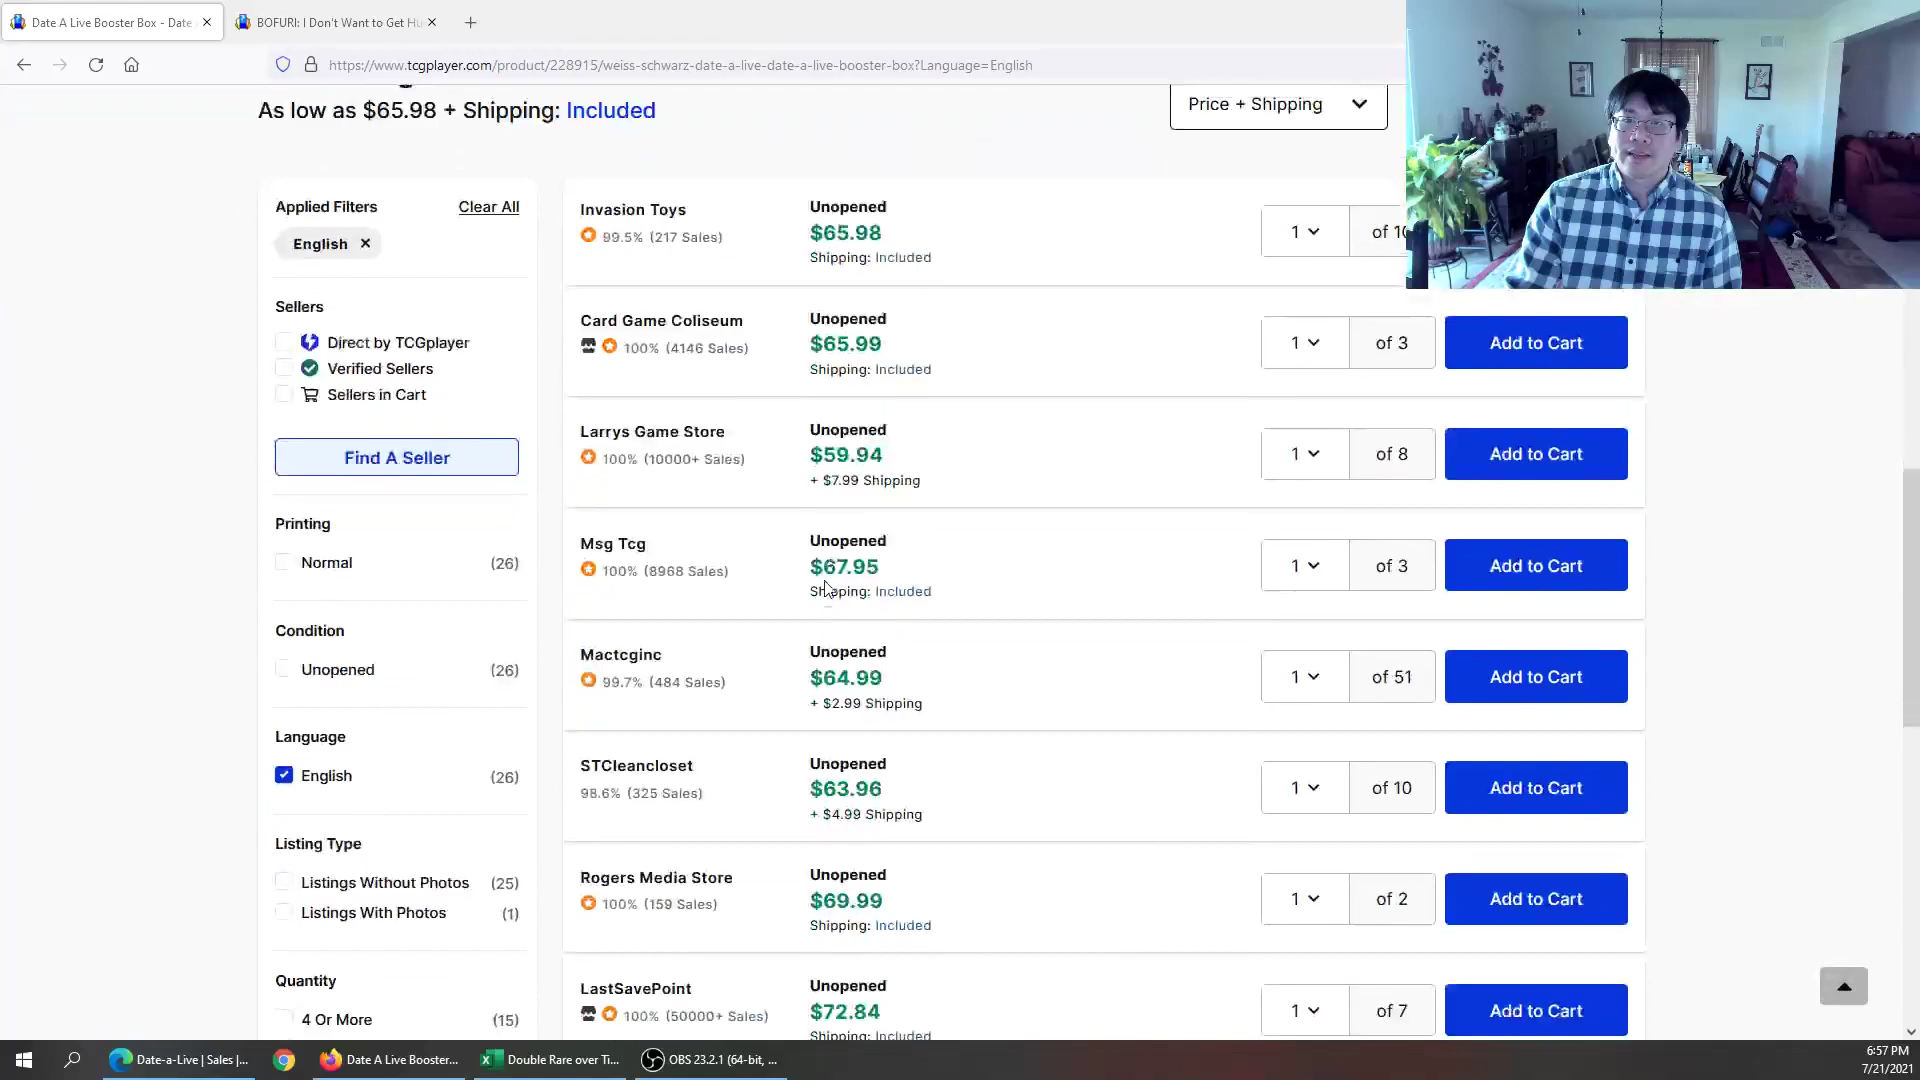 Date A Live Booster Box - Date
BOFURI: I Don't Want to Get Hu
https://www.tcgplayer.com/product/228915/weiss-schwarz-date-a-live-date-a-live-booster-box?Language=English
As low as $65.98 + Shipping: Included
Price + Shipping
Applied Filters
Clear All
English
Sellers
Direct by TCGplayer
Verified Sellers
Sellers in Cart
Find A Seller
Printing
Normal (26)
Condition
Unopened (26)
Language
English (26)
Listing Type
Listings Without Photos (25)
Listings With Photos (1)
Quantity
4 Or More (15)
Invasion Toys
99.5% (217 Sales)
Unopened
$65.98
Shipping: Included
1
of 10
Card Game Coliseum
100% (4146 Sales)
Unopened
$65.99
Shipping: Included
1
of 3
Add to Cart
Larrys Game Store
100% (10000+ Sales)
Unopened
$59.94
+ $7.99 Shipping
1
of 8
Add to Cart
Msg Tcg
100% (8968 Sales)
Unopened
$67.95
Shipping: Included
1
of 3
Add to Cart
Mactcginc
99.7% (484 Sales)
Unopened
$64.99
+ $2.99 Shipping
1
of 51
Add to Cart
STCleancloset
98.6% (325 Sales)
Unopened
$63.96
+ $4.99 Shipping
1
of 10
Add to Cart
Rogers Media Store
100% (159 Sales)
Unopened
$69.99
Shipping: Included
1
of 2
Add to Cart
LastSavePoint
100% (50000+ Sales)
Unopened
$72.84
Shipping: Included
1
of 7
Add to Cart
Date-a-Live | Sales |...
Date A Live Booster...
Double Rare over Ti...
OBS 23.2.1 (64-bit, ...
6:57 PM
7/21/2021